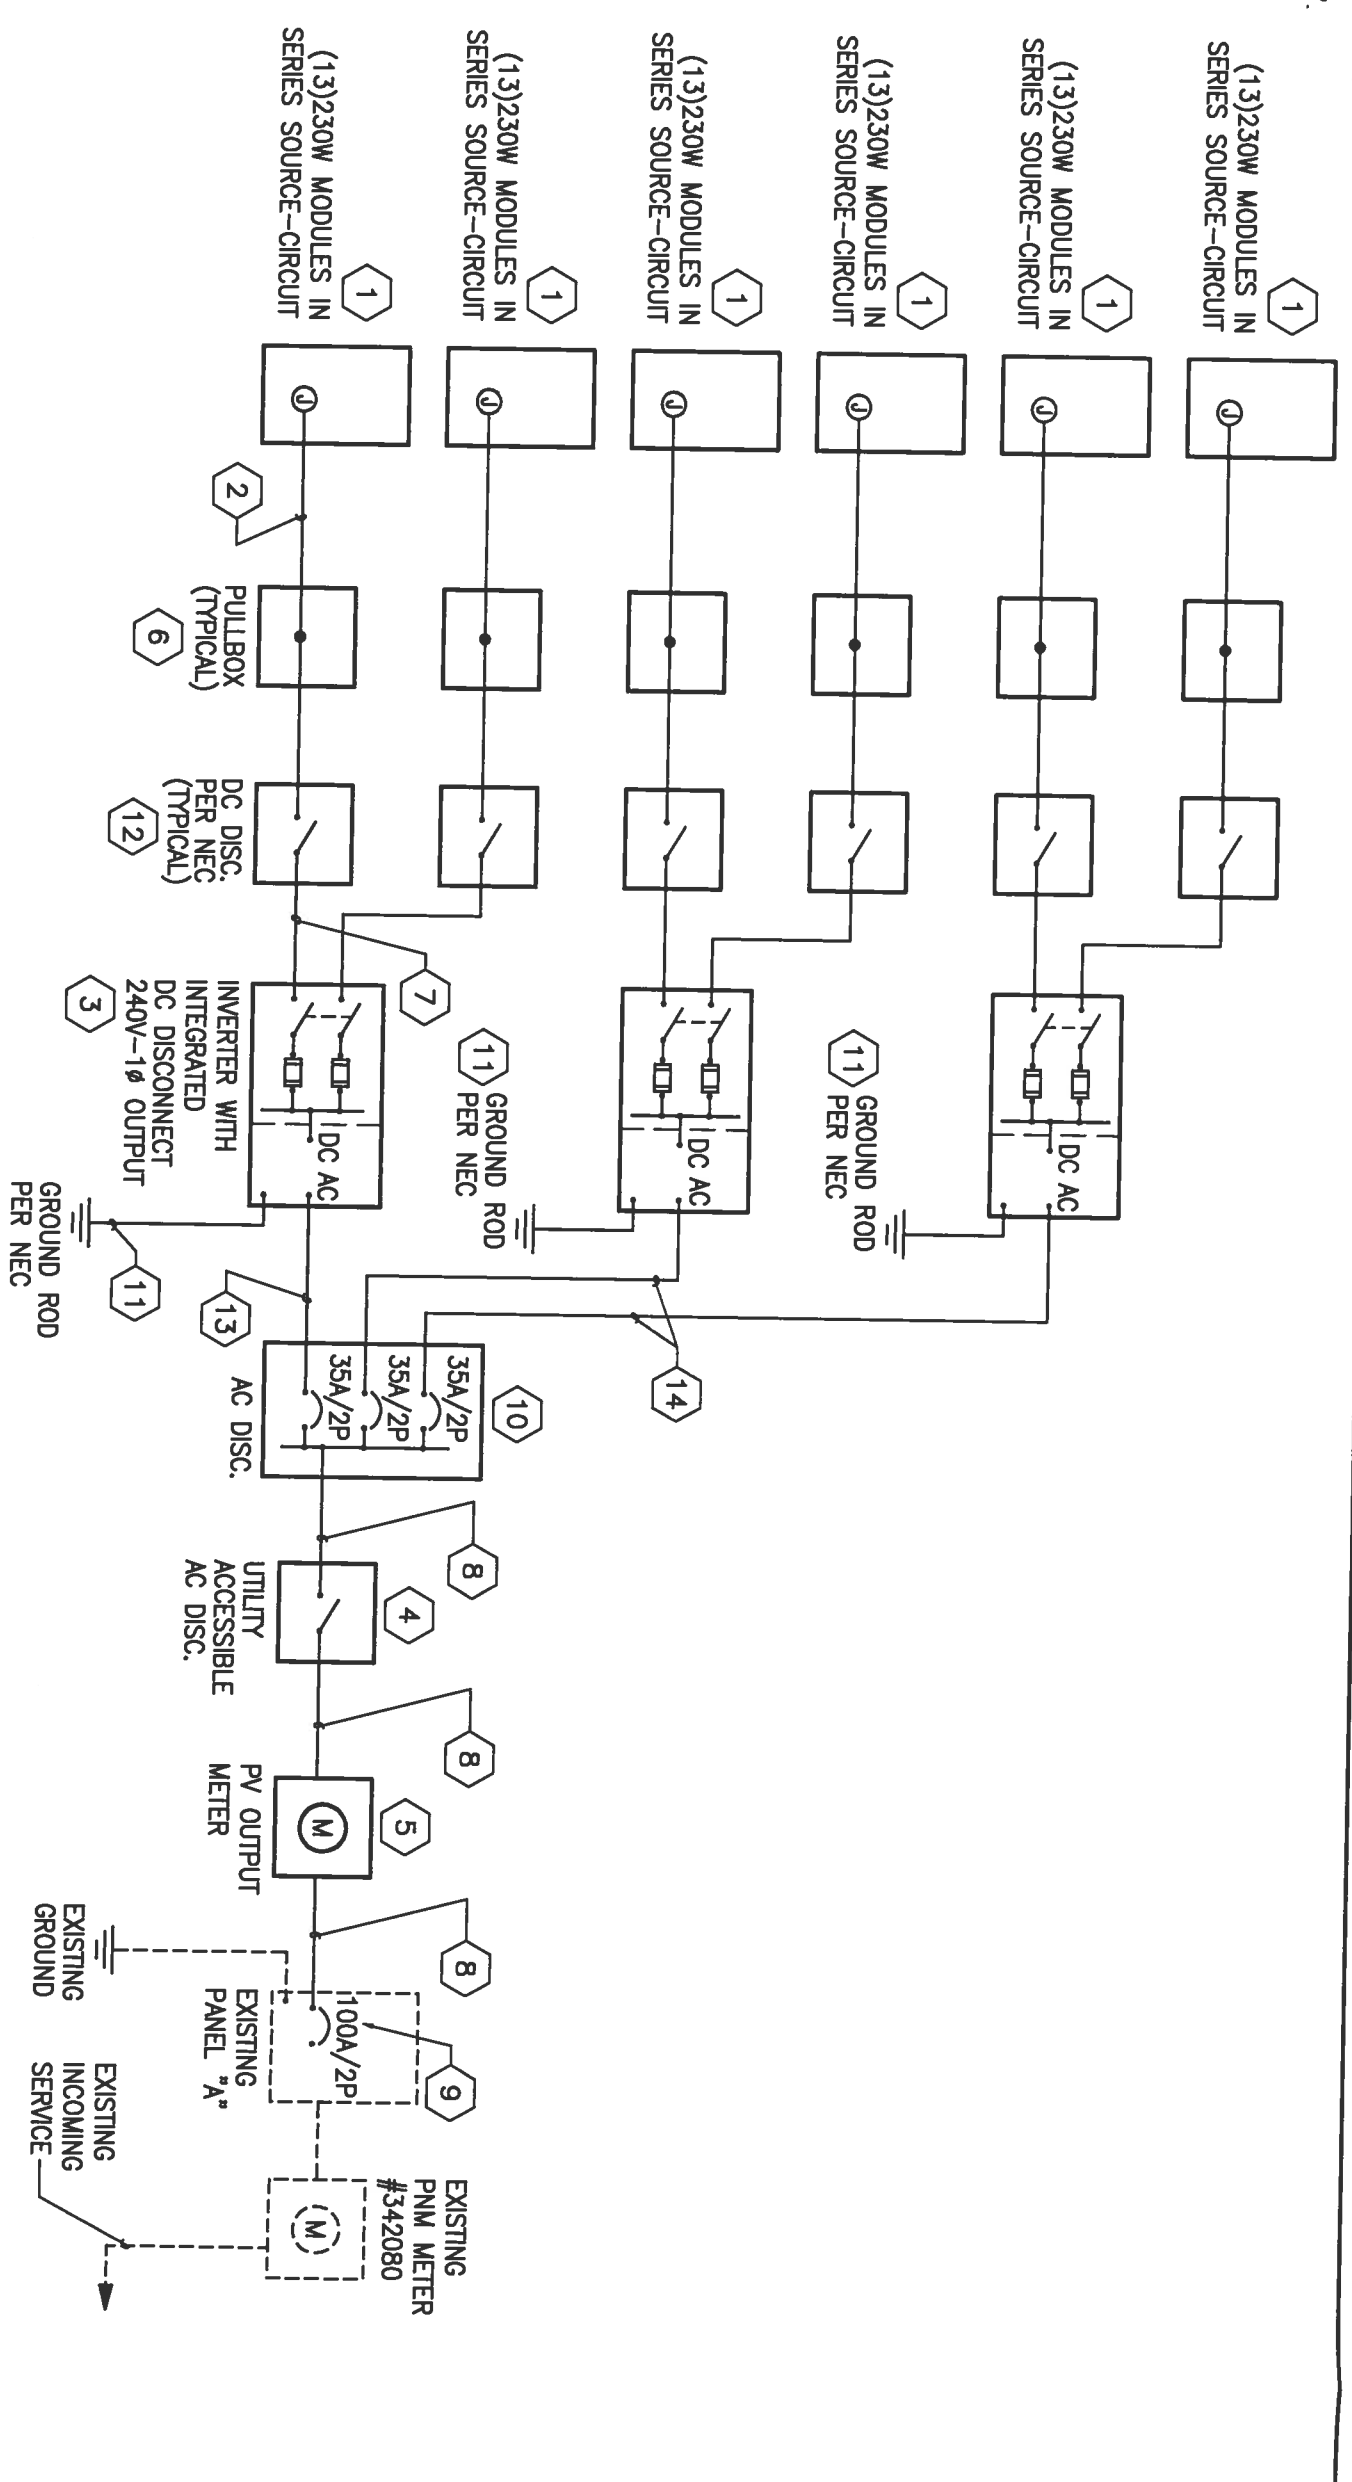 (13)230W MODULES IN
SERIES SOURCE-CIRCUIT
1
J
(13)230W MODULES IN
SERIES SOURCE-CIRCUIT
1
J
(13)230W MODULES IN
SERIES SOURCE-CIRCUIT
1
J
(13)230W MODULES IN
SERIES SOURCE-CIRCUIT
1
J
(13)230W MODULES IN
SERIES SOURCE-CIRCUIT
1
J
(13)230W MODULES IN
SERIES SOURCE-CIRCUIT
1
J
2
PULLBOX
(TYPICAL)
6
DC DISC.
PER NEC
(TYPICAL)
12
7
DC AC
DC AC
DC AC
INVERTER WITH
INTEGRATED
DC DISCONNECT
240V-1ø OUTPUT
3
11
GROUND ROD
PER NEC
11
GROUND ROD
PER NEC
GROUND ROD
PER NEC
11
13
14
10
35A/2P
35A/2P
35A/2P
AC DISC.
8
4
UTILITY
ACCESSIBLE
AC DISC.
8
5
M
PV OUTPUT
METER
8
EXISTING
GROUND
9
100A/2P
EXISTING
PANEL "A"
EXISTING
PNM METER
#342080
M
EXISTING
INCOMING
SERVICE